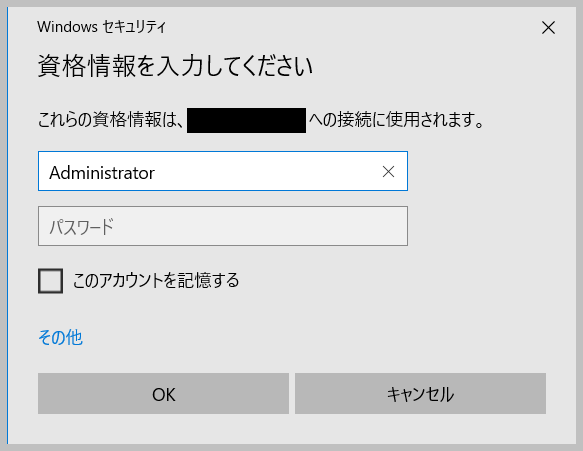 Windows セキュリティ
資格情報を入力してください
これらの資格情報は、への接続に使用されます。
Administrator
パスワード
このアカウントを記憶する
その他
OK
キャンセル